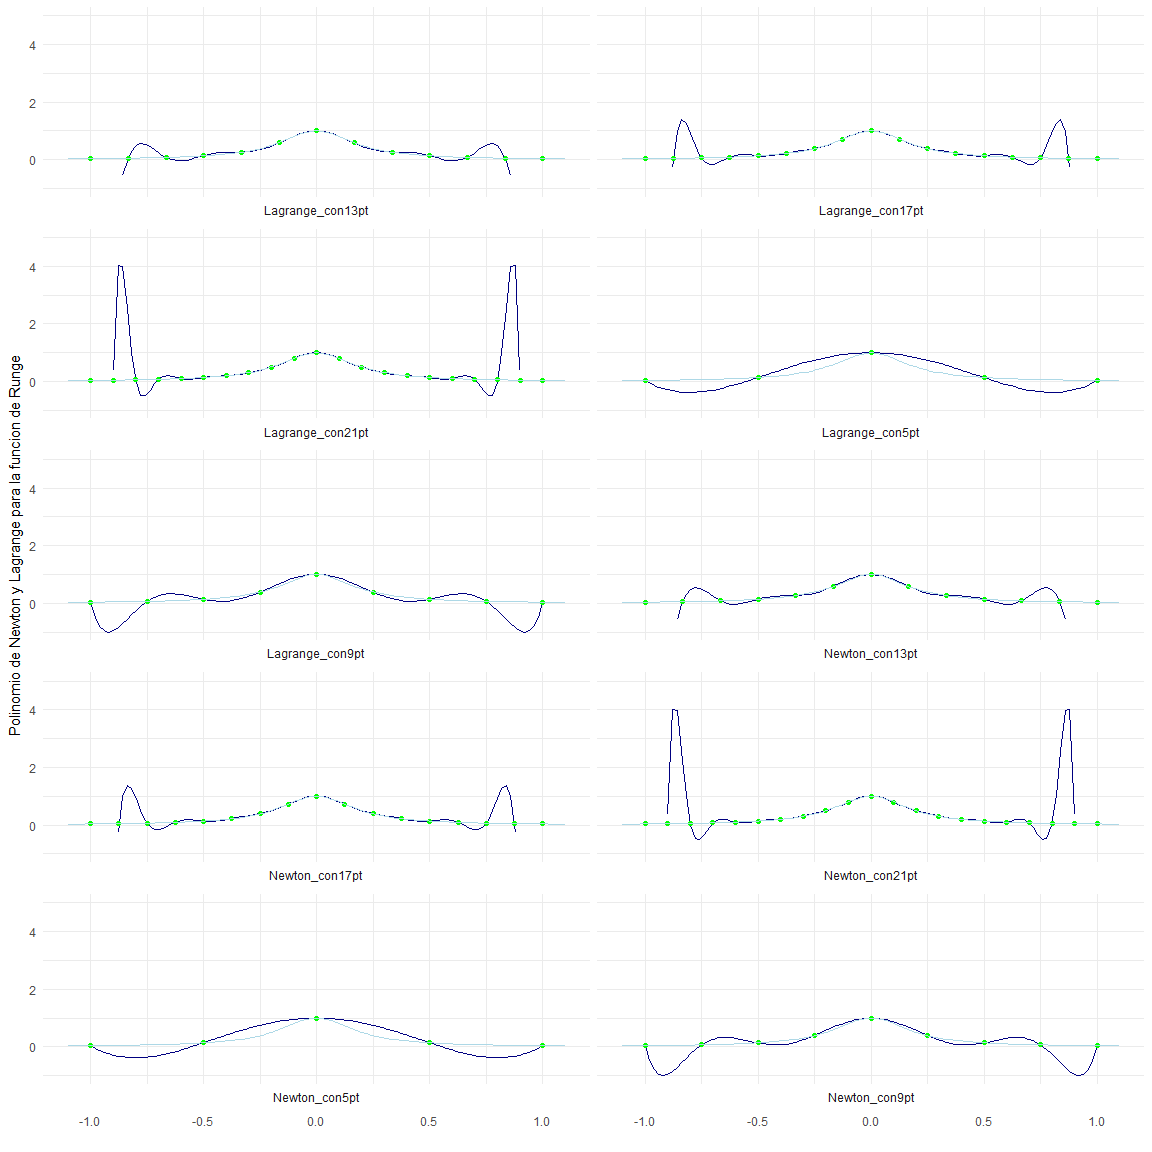 Polinomio de Newton y Lagrange para la funcion de Runge
4
2
0
Lagrange_con13pt
Lagrange_con17pt
4
2
0
Lagrange_con21pt
Lagrange_con5pt
4
2
0
Lagrange_con9pt
Newton_con13pt
4
2
0
Newton_con17pt
Newton_con21pt
4
2
0
Newton_con5pt
Newton_con9pt
-1.0 -0.5 0.0 0.5 1.0
-1.0 -0.5 0.0 0.5 1.0